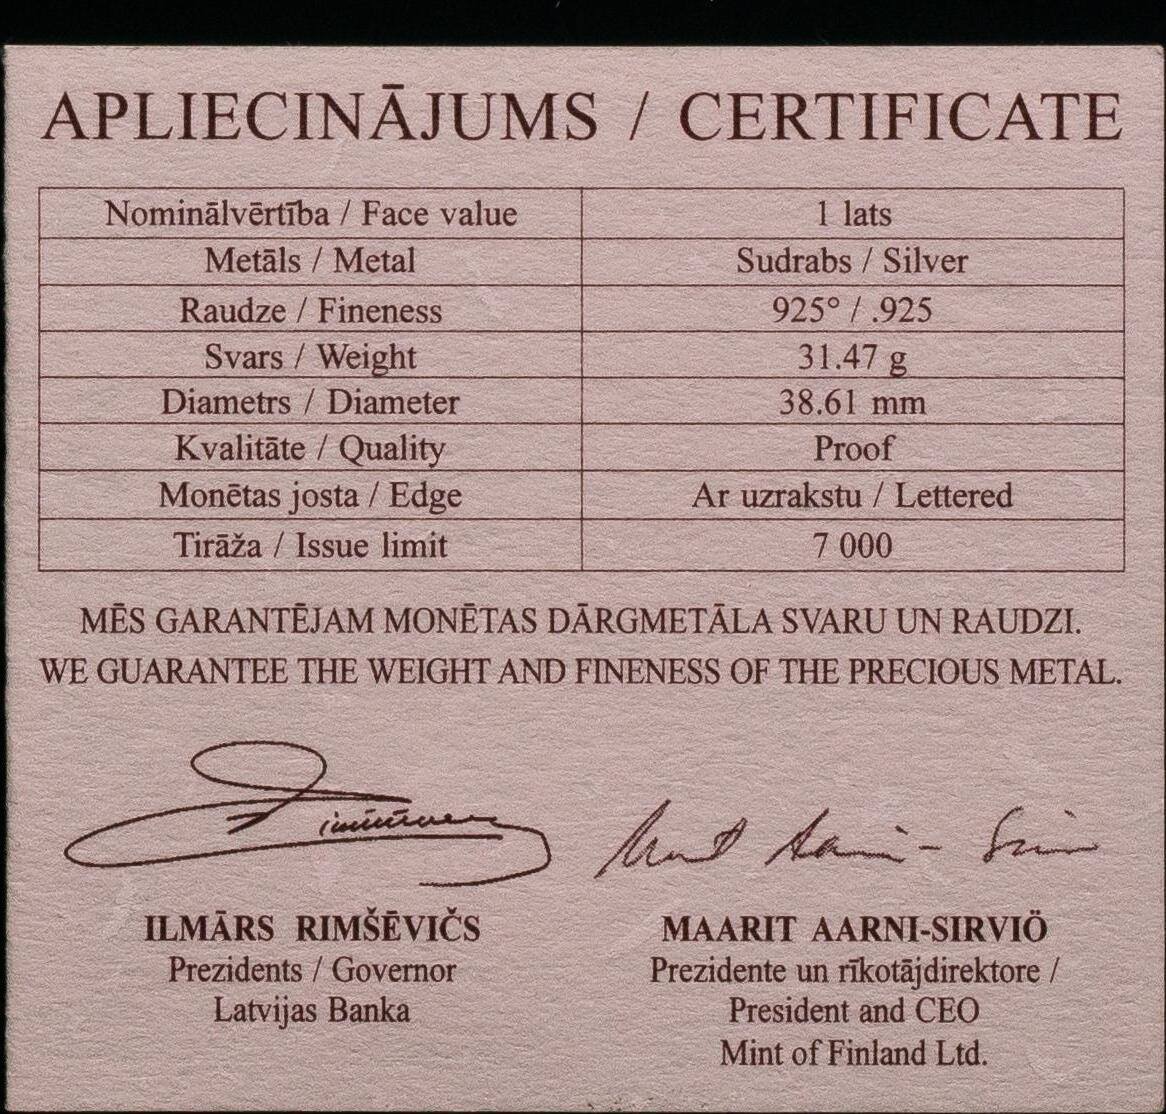 APLIECINĀJUMS / CERTIFICATE
Nominālvērtība / Face value 1 lats
Metāls / Metal Sudrabs / Silver
Raudze / Fineness 925° / .925
Svars / Weight 31.47 g
Diametrs / Diameter 38.61 mm
Kvalitāte / Quality Proof
Monētas josta / Edge Ar uzrakstu / Lettered
Tirāža / Issue limit 7 000
MĒS GARANTĒJAM MONĒTAS DĀRGMETĀLA SVARU UN RAUDZI.
WE GUARANTEE THE WEIGHT AND FINENESS OF THE PRECIOUS METAL.
ILMĀRS RIMŠĒVIČS
Prezidents / Governor
Latvijas Banka
MAARIT AARNI-SIRVIÖ
Prezidente un rīkotājdirektore /
President and CEO
Mint of Finland Ltd.